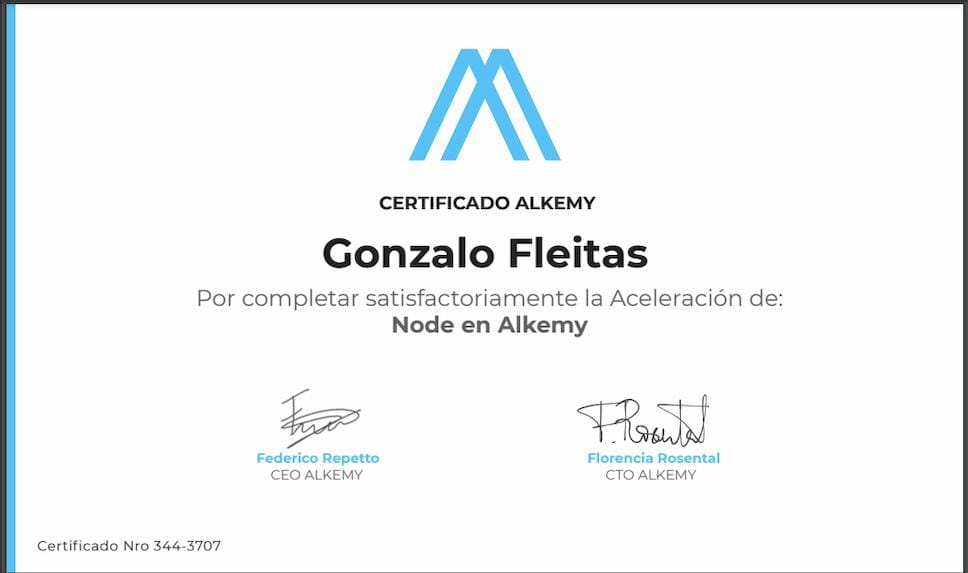 CERTIFICADO ALKEMY
Gonzalo Fleitas
Por completar satisfactoriamente la Aceleración de:
Node en Alkemy
F. Rosental
Federico Repetto
Florencia Rosental
CEO ALKEMY
CTO ALKEMY
Certificado Nro 344-3707